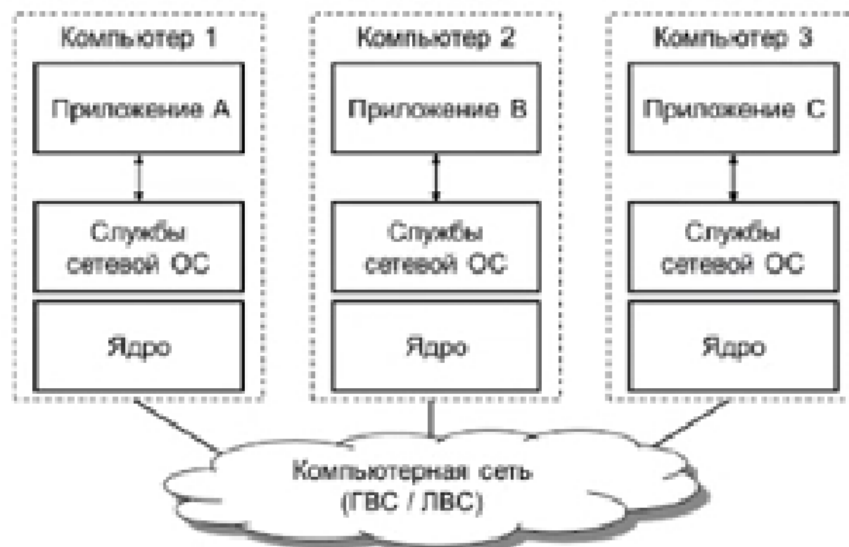 Компьютер 1
Компьютер 2
Компьютер 3
Приложение A
Приложение B
Приложение C
Службы
сетевой ОС
Службы
сетевой ОС
Службы
сетевой ОС
Ядро
Ядро
Ядро
Компьютерная сеть
(ГВС / ЛВС)